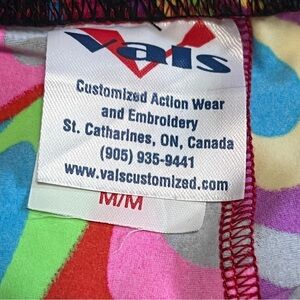 vals
Customized Action Wear
and Embroidery
St. Catharines, ON, Canada
(905) 935-9441
www.valscustomized.com
M/M